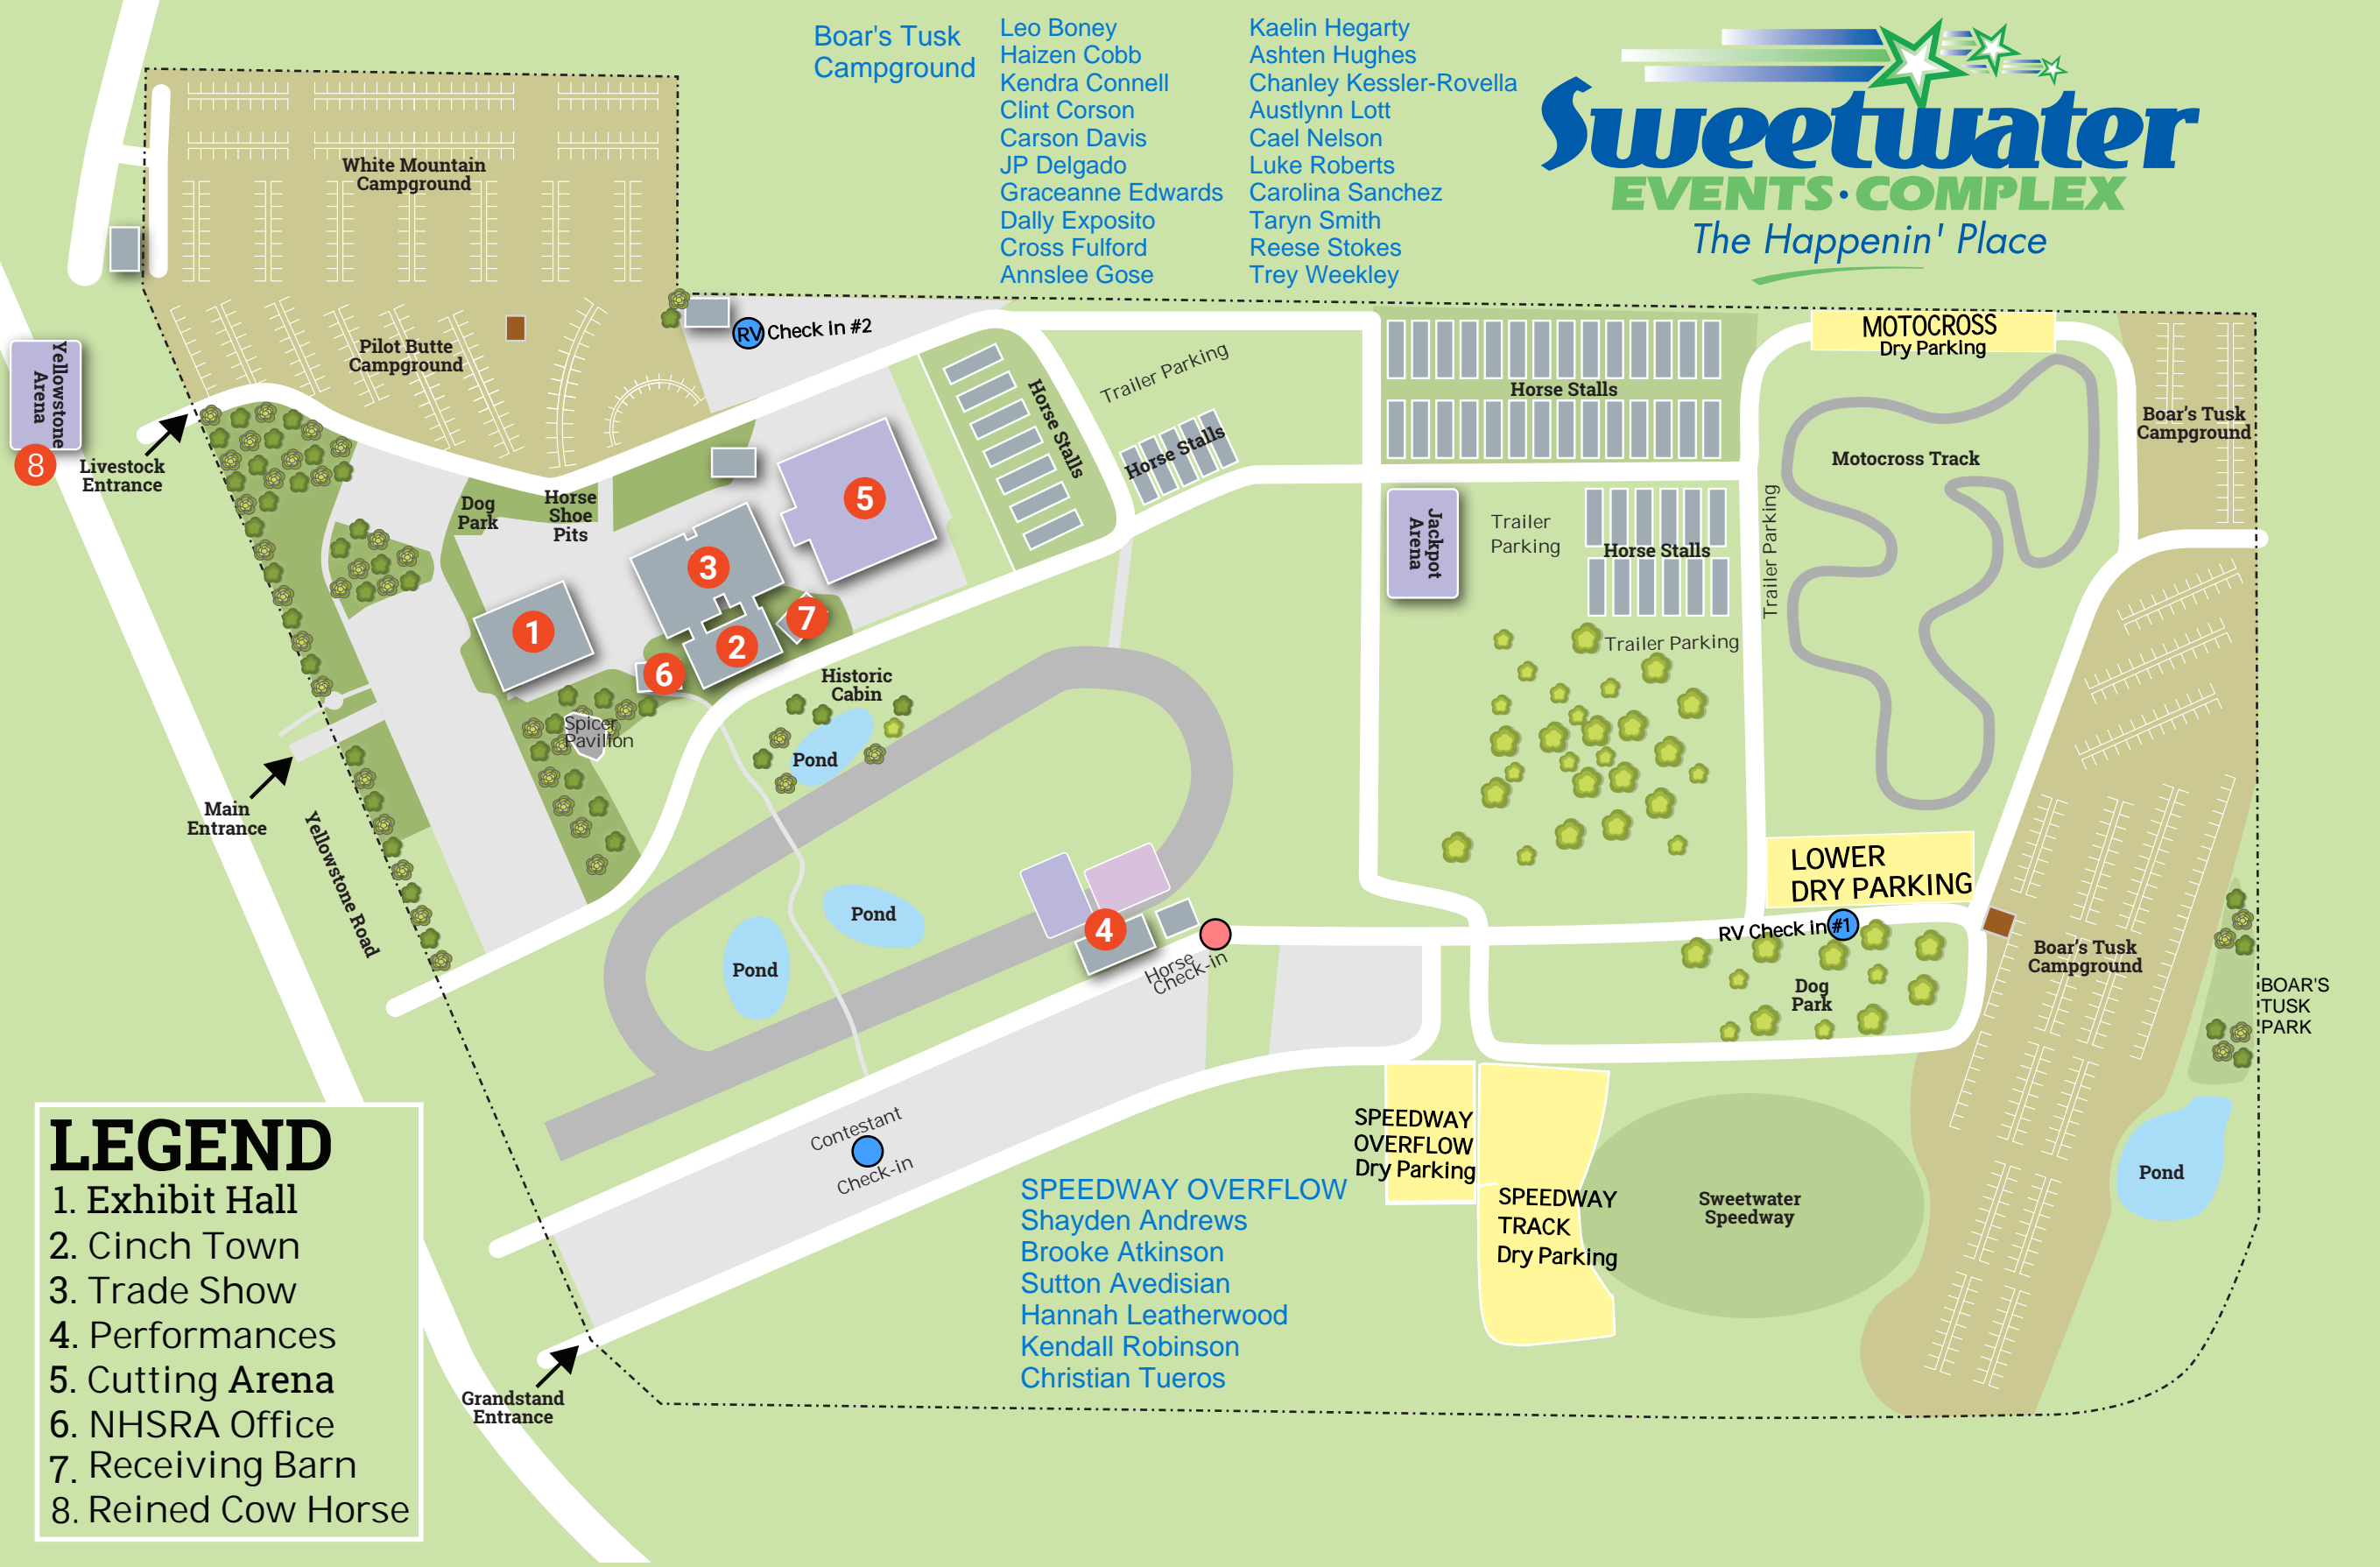 Boar's Tusk
Campground
Leo Boney
Haizen Cobb
Kendra Connell
Clint Corson
Carson Davis
JP Delgado
Graceanne Edwards
Dally Exposito
Cross Fulford
Annslee Gose
Kaelin Hegarty
Ashten Hughes
Chanley Kessler-Rovella
Austlynn Lott
Cael Nelson
Luke Roberts
Carolina Sanchez
Taryn Smith
Reese Stokes
Trey Weekley
Sweetwater
EVENTS·COMPLEX
The Happenin' Place
White Mountain
Campground
Pilot Butte
Campground
RV Check in #2
Yellowstone
Arena
8
Livestock
Entrance
Dog
Park
Horse
Shoe
Pits
5
3
1
2
7
6
Horse Stalls
Trailer Parking
Horse Stalls
Horse Stalls
MOTOCROSS
Dry Parking
Motocross Track
Boar's Tusk
Campground
Jackpot
Arena
Trailer
Parking
Horse Stalls
Trailer Parking
Trailer Parking
Historic
Cabin
Pond
Spicer
Pavilion
Main
Entrance
Yellowstone Road
Pond
Pond
4
Horse
Check-in
LOWER
DRY PARKING
RV Check in #1
Dog
Park
Boar's Tusk
Campground
BOAR'S
TUSK
PARK
Pond
Contestant
Check-in
SPEEDWAY
OVERFLOW
Dry Parking
SPEEDWAY
TRACK
Dry Parking
Sweetwater
Speedway
SPEEDWAY OVERFLOW
Shayden Andrews
Brooke Atkinson
Sutton Avedisian
Hannah Leatherwood
Kendall Robinson
Christian Tueros
Grandstand
Entrance
LEGEND
1. Exhibit Hall
2. Cinch Town
3. Trade Show
4. Performances
5. Cutting Arena
6. NHSRA Office
7. Receiving Barn
8. Reined Cow Horse